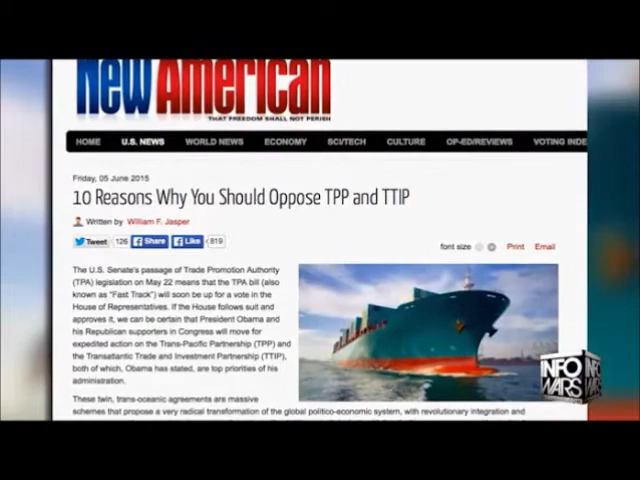 New American
THAT FREEDOM SHALL NOT PERISH
HOME U.S. NEWS WORLD NEWS ECONOMY SCI/TECH CULTURE OP-ED/REVIEWS VOTING INDE
Friday, 05 June 2015
10 Reasons Why You Should Oppose TPP and TTIP
Written by William F. Jasper
Tweet 126 Share Like 819
font size Print Email
The U.S. Senate's passage of Trade Promotion Authority
(TPA) legislation on May 22 means that the TPA bill (also
known as "Fast Track") will soon be up for a vote in the
House of Representatives. If the House follows suit and
approves it, we can be certain that President Obama and
his Republican supporters in Congress will move for
expedited action on the Trans-Pacific Partnership (TPP) and
the Transatlantic Trade and Investment Partnership (TTIP),
both of which, Obama has stated, are top priorities of his
administration.
These twin, trans-oceanic agreements are massive
schemes that propose a very radical transformation of the global politico-economic system, with revolutionary integration and
INFO
WARS